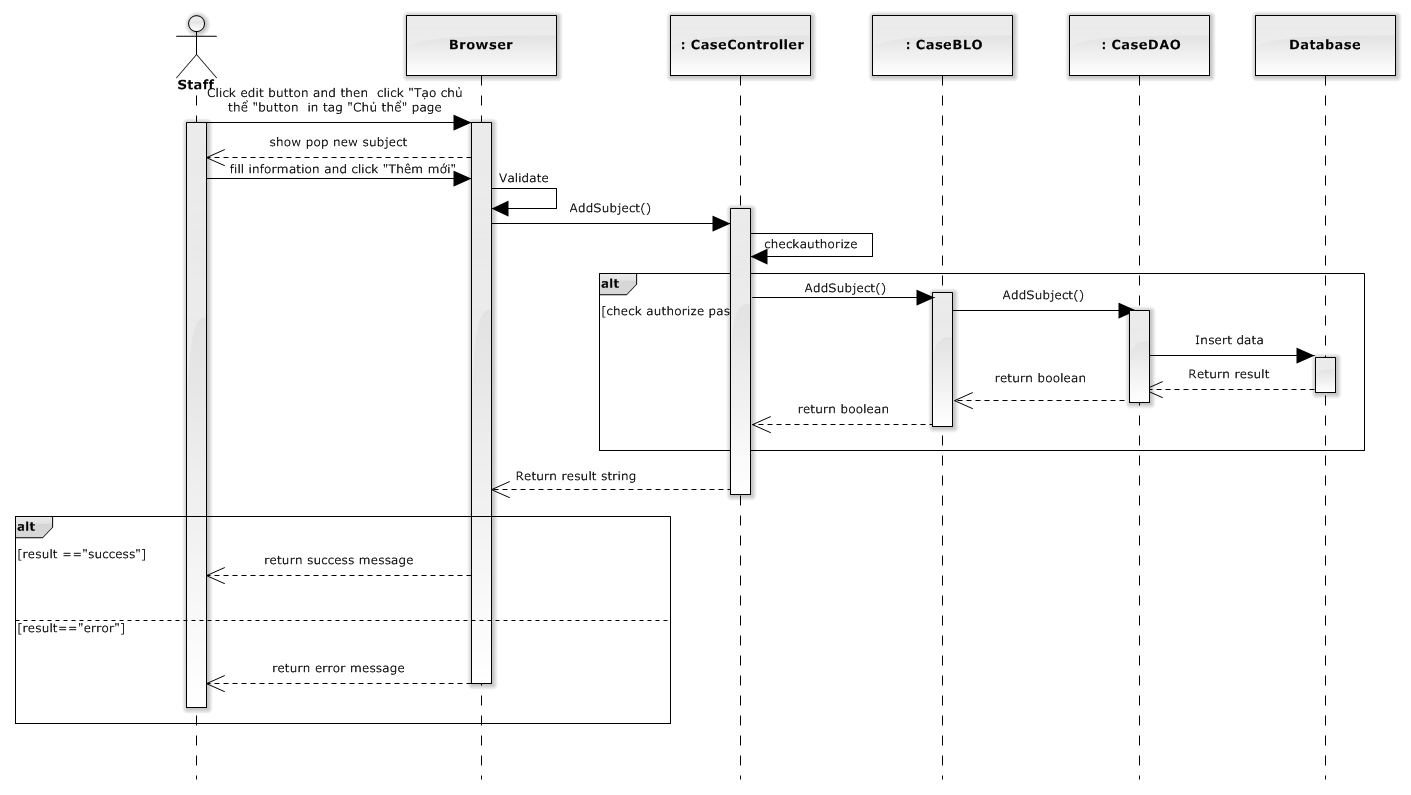 Staff
Browser
: CaseController
: CaseBLO
: CaseDAO
Database
Click edit button and then click "Tạo chủ
thể "button in tag "Chủ thể" page
show pop new subject
fill information and click "Thêm mới"
Validate
AddSubject()
checkauthorize
alt
AddSubject()
AddSubject()
[check authorize pas
Insert data
Return result
return boolean
return boolean
Return result string
alt
[result =="success"]
return success message
[result=="error"]
return error message